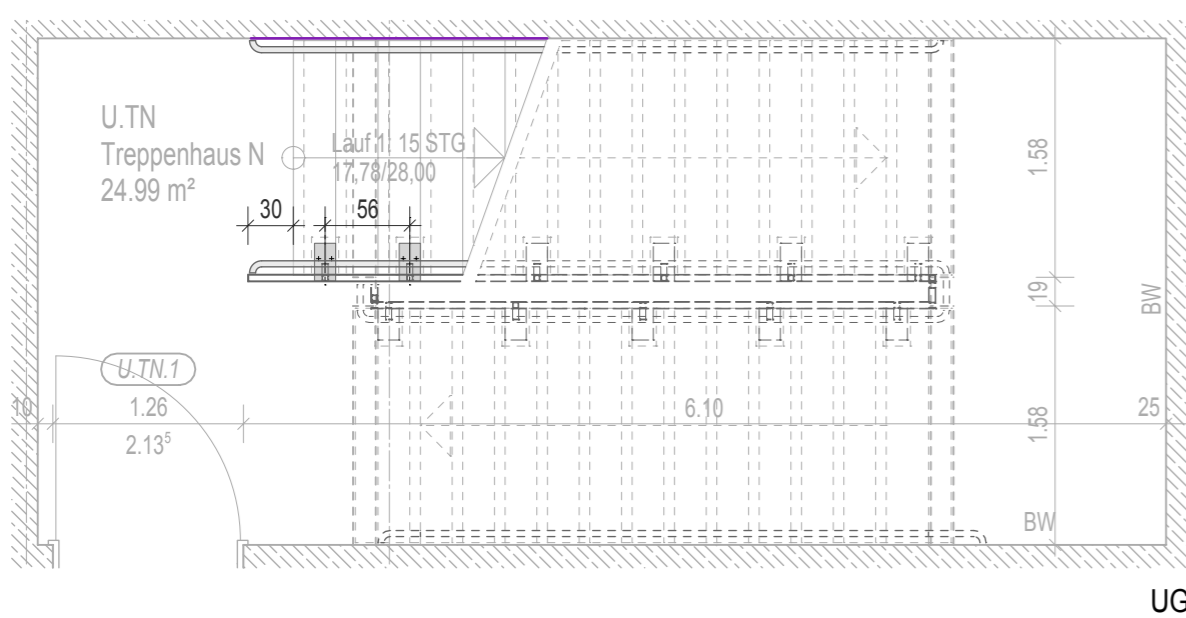 U.TN
Treppenhaus N
24.99 m²
Lauf 1: 15 STG
17,78/28,00
30
56
1.58
19
BW
U.TN.1
10
1.26
2.13⁵
6.10
1.58
25
BW
UG